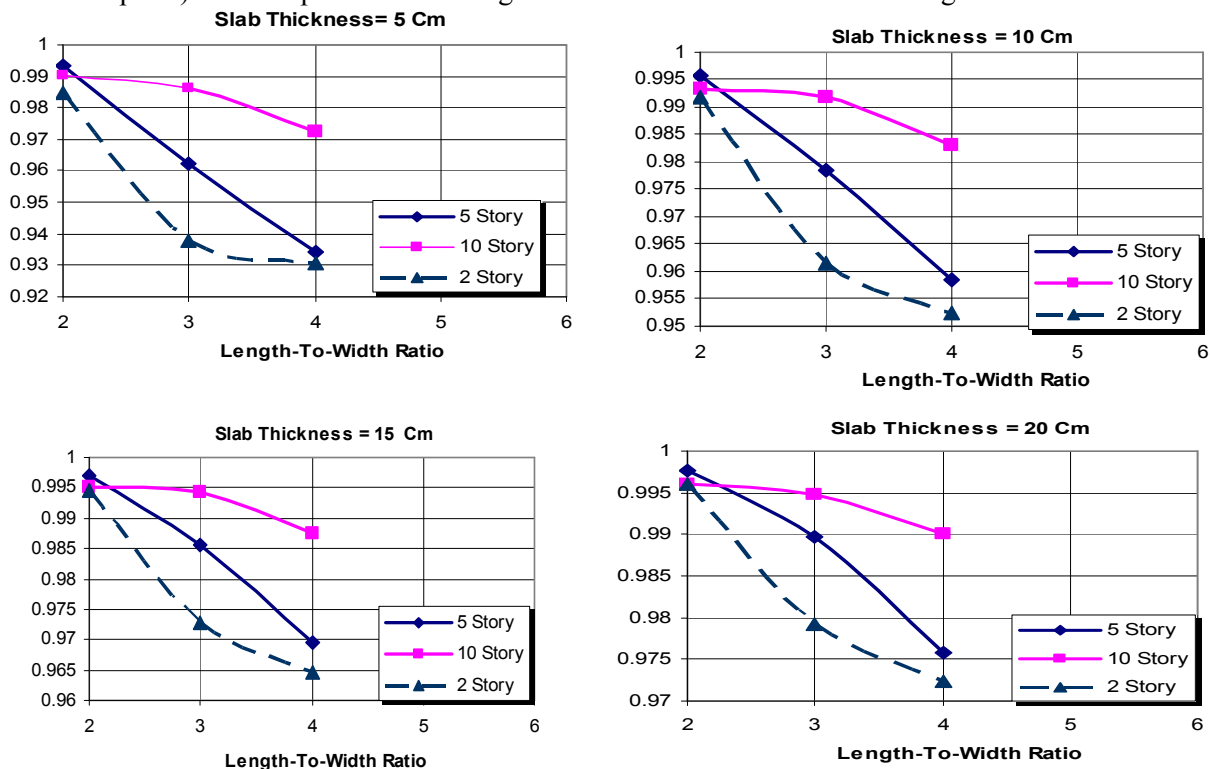 Slab Thickness= 5 Cm
1
0.99
0.98
0.97
0.96
0.95
0.94
0.93
0.92
2 3 4 5 6
Length-To-Width Ratio
5 Story
10 Story
2 Story
Slab Thickness = 10 Cm
1
0.995
0.99
0.985
0.98
0.975
0.97
0.965
0.96
0.955
0.95
2 3 4 5 6
Length-To-Width Ratio
5 Story
10 Story
2 Story
Slab Thickness = 15 Cm
1
0.995
0.99
0.985
0.98
0.975
0.97
0.965
0.96
2 3 4 5 6
Length-To-Width Ratio
5 Story
10 Story
2 Story
Slab Thickness = 20 Cm
1
0.995
0.99
0.985
0.98
0.975
0.97
2 3 4 5 6
Length-To-Width Ratio
5 Story
10 Story
2 Story